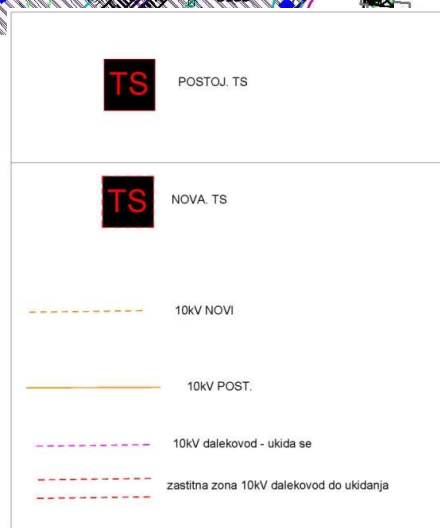 TS POSTOJ. TS
TS NOVA. TS
10kV NOVI
10kV POST.
10kV dalekovod - ukida se
zastitna zona 10kV dalekovod do ukidanja